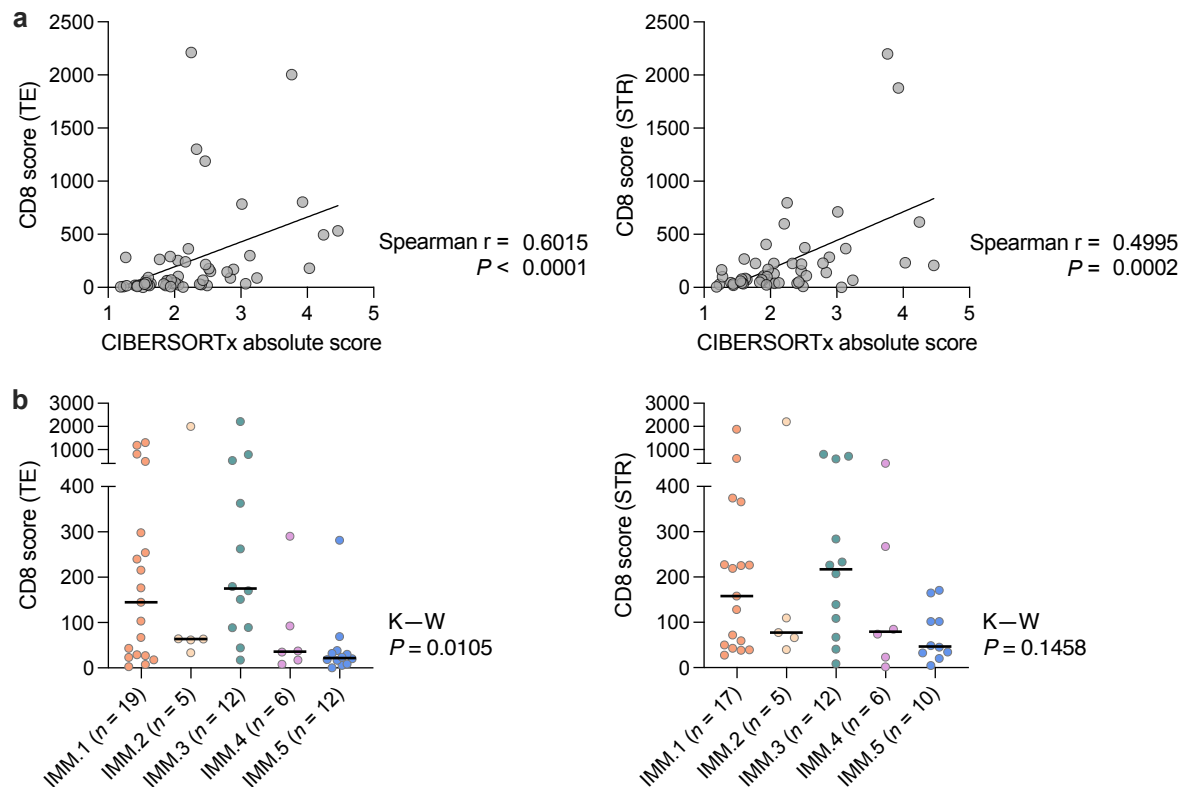 a
2500
2000
1500
1000
500
0
CD8 score (TE)
1 2 3 4 5
CIBERSORTx absolute score
Spearman r = 0.6015
P < 0.0001
2500
2000
1500
1000
500
0
CD8 score (STR)
1 2 3 4 5
CIBERSORTx absolute score
Spearman r = 0.4995
P = 0.0002
b
3000
2000
1000
400
300
200
100
0
CD8 score (TE)
IMM.1 (n = 19)
IMM.2 (n = 5)
IMM.3 (n = 12)
IMM.4 (n = 6)
IMM.5 (n = 12)
K—W
P = 0.0105
3000
2000
1000
400
300
200
100
0
CD8 score (STR)
IMM.1 (n = 17)
IMM.2 (n = 5)
IMM.3 (n = 12)
IMM.4 (n = 6)
IMM.5 (n = 10)
K—W
P = 0.1458